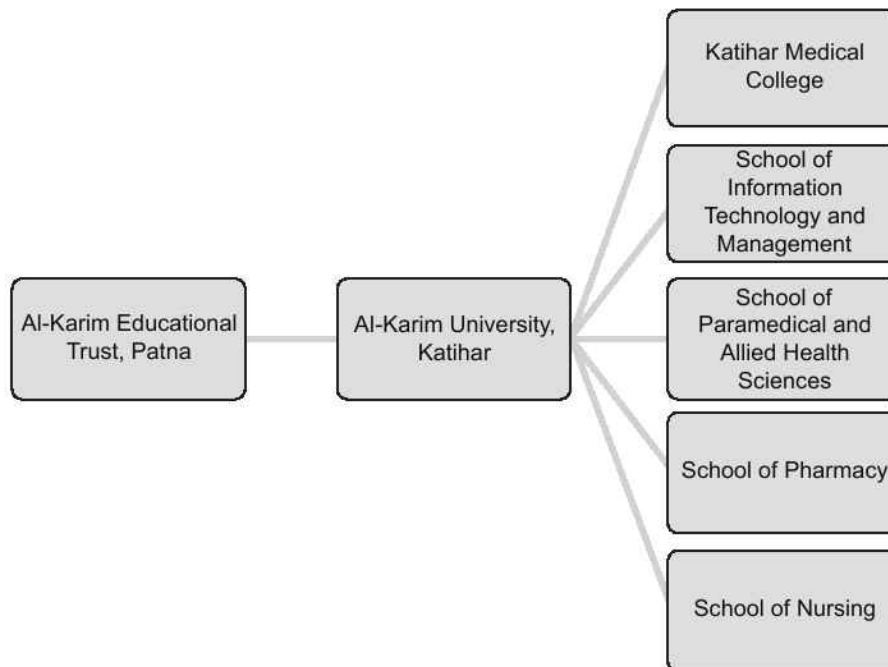 Al-Karim Educational
Trust, Patna
Al-Karim University,
Katihar
Katihar Medical
College
School of
Information
Technology and
Management
School of
Paramedical and
Allied Health
Sciences
School of Pharmacy
School of Nursing